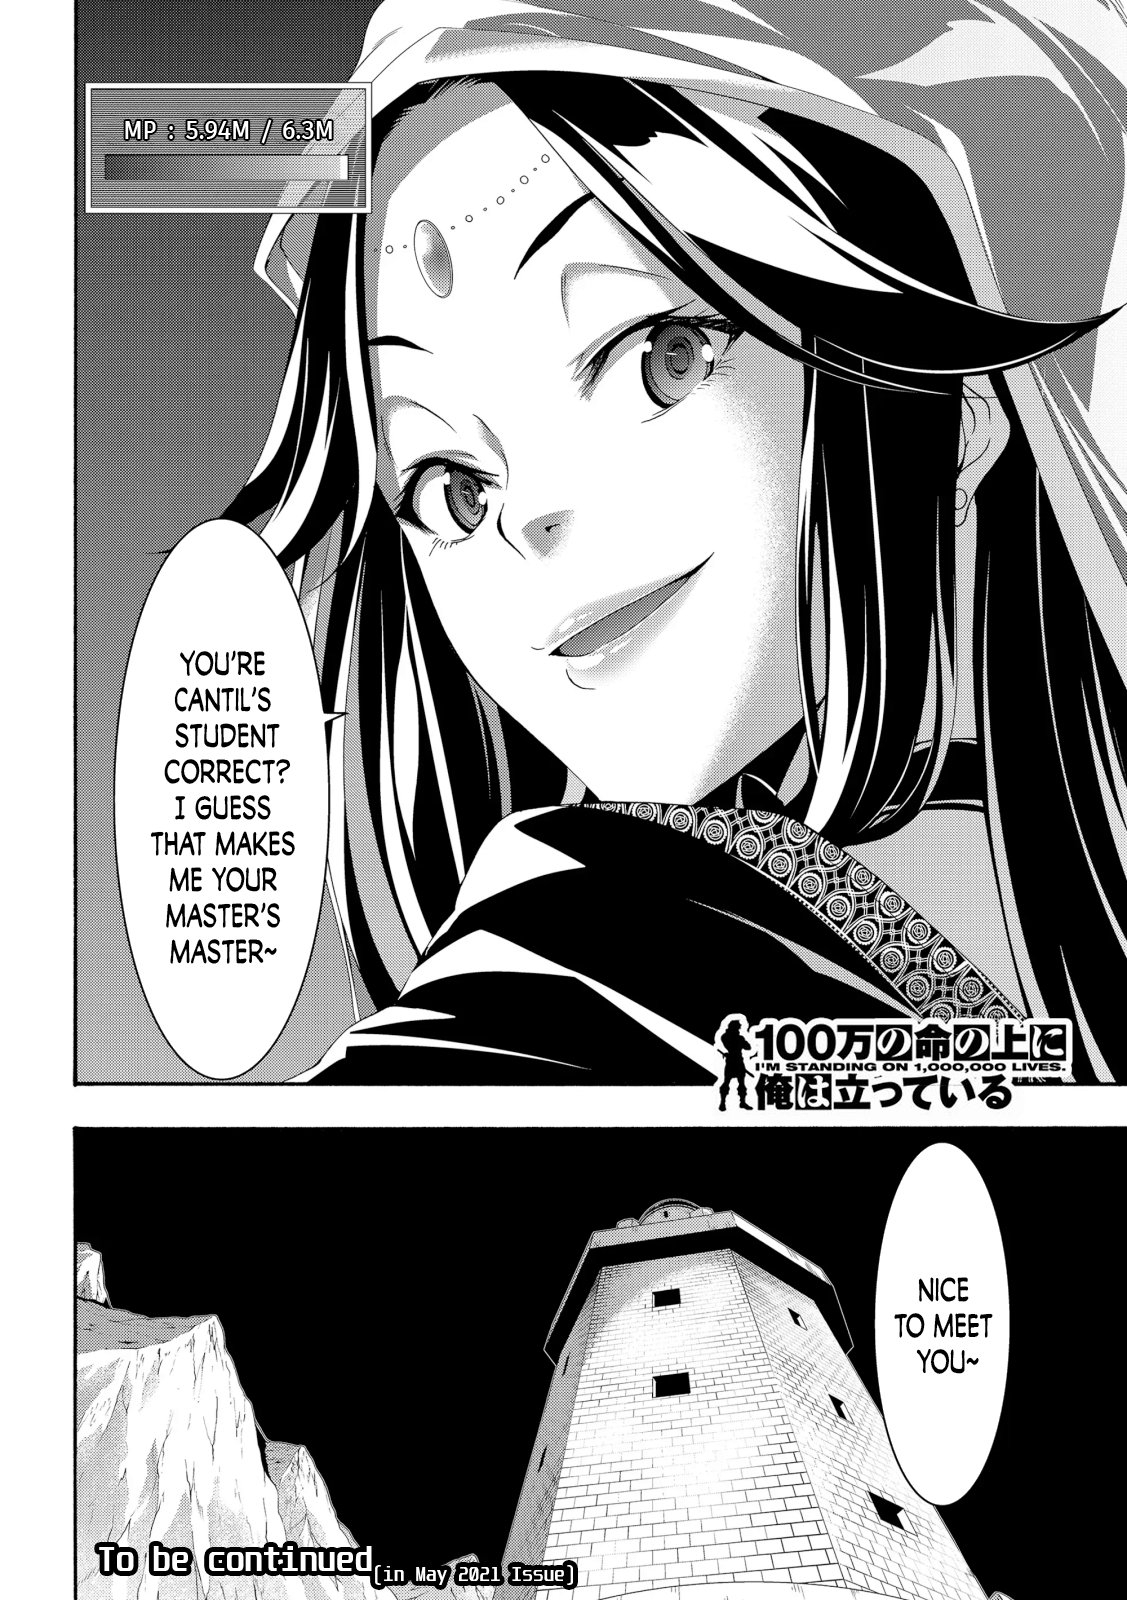 MP : 5.94M / 6.3M
YOU'RE
CANTIL'S
STUDENT
CORRECT?
I GUESS
THAT MAKES
ME YOUR
MASTER'S
MASTER~
100万の命の上に
I'M STANDING ON 1,000,000 LIVES.
俺は立っている
NICE
TO MEET
YOU~
To be continued
(in May 2021 Issue)